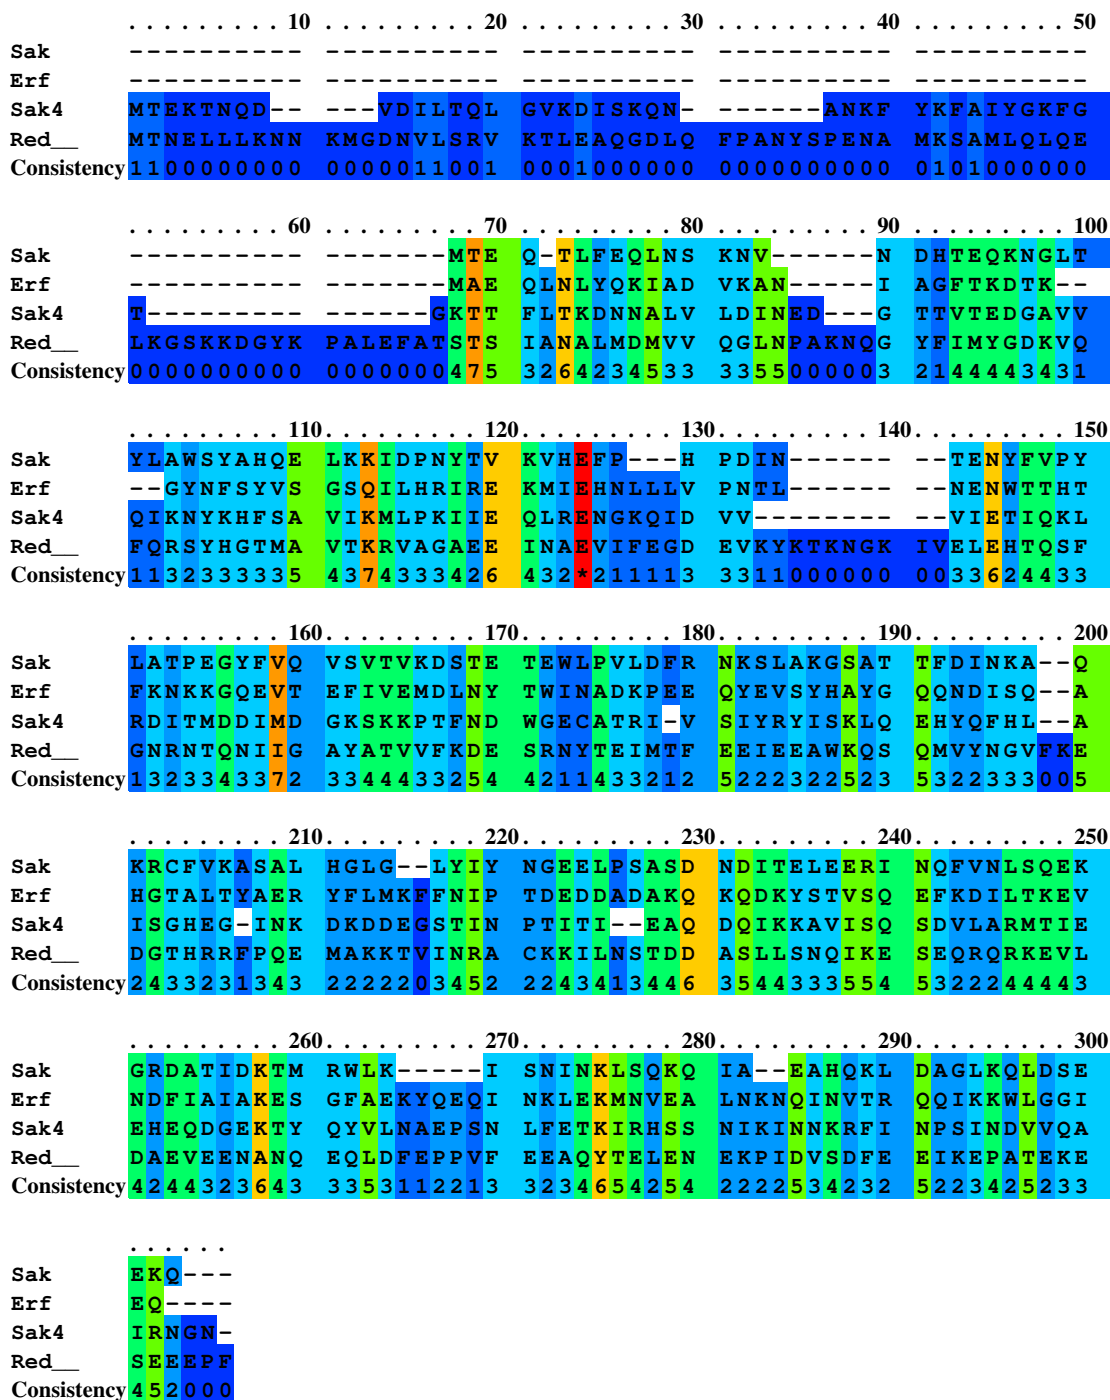 . . . . . . . . . 10 . . . . . . . . . 20 . . . . . . . . . 30 . . . . . . . . . 40 . . . . . . . . . 50
Sak ---------- ---------- ---------- ---------- ----------
Erf ---------- ---------- ---------- ---------- ----------
Sak4 MTEKTNQD-- ---VDILTQL GVKDISKQN- ------ANKF YKFAIYGKFG
Red__ MTNELLLKNN KMGDNVLSRV KTLEAQGDLQ FPANYSPENA MKSAMLQLQE
Consistency 1100000000 0000011001 0001000000 0000000000 0101000000
. . . . . . . . . 60 . . . . . . . . . 70 . . . . . . . . . 80 . . . . . . . . . 90 . . . . . . . . . 100
Sak ---------- ------MTE Q-TLFEQLNS KNV------N DHTEQKNGLT
Erf ---------- ------MAE QLNLYQKIAD VKAN-----I AGFTKDTK--
Sak4 T--------- ------GKTT FLTKDNNALV LDINED---G TTVTEDGAVV
Red__ LKGSKKDGYK PALEFATSTS IANALMDMVV QGLNPAKNQG YFIMYGDKVQ
Consistency 0000000000 0000000475 3264234533 3355000003 2144443431
. . . . . . . . . 110 . . . . . . . . . 120 . . . . . . . . . 130 . . . . . . . . . 140 . . . . . . . . . 150
Sak YLAWSYAHQE LKKIDPNYTV KVHEFP---H PDIN------ --TENYFVPY
Erf --GYNFSYVS GSQILHRIRE KMIEHNLLLV PNTL------ --NENWTTHT
Sak4 QIKNYKHFSA VIKMLPKIIE QLRENGKQID VV-------- --VIETIQKL
Red__ FQRSYHGTMA VTKRVAGAEE INAEVIFEGD EVKYKTKNGK IVELEHTQSF
Consistency 1132333335 4374333426 432*211113 3311000000 0033624433
. . . . . . . . . 160 . . . . . . . . . 170 . . . . . . . . . 180 . . . . . . . . . 190 . . . . . . . . . 200
Sak LATPEGYFVQ VSVTVKDSTE TEWLPVLDFR NKSLAKGSAT TFDINKA--Q
Erf FKNKKGQEVT EFIVEMDLNY TWINADKPEE QYEVSYHAYG QQNDISQ--A
Sak4 RDITMDDIMD GKSKKPTFND WGECATRI-V SIYRYISKLQ EHYQFHL--A
Red__ GNRNTQNIIG AYATVVFKDE SRNYTEIMTF EEIEEAWKQS QMVYNGVFKE
Consistency 1323343372 3344433254 4211433212 5222322523 5322333005
. . . . . . . . . 210 . . . . . . . . . 220 . . . . . . . . . 230 . . . . . . . . . 240 . . . . . . . . . 250
Sak KRCFVKASAL HGLG--LYIY NGEELPSASD NDITELEERI NQFVNLSQEK
Erf HGTALTYAER YFLMKFFNIP TDEDDADAKQ KQDKYSTVSQ EFKDILTKEV
Sak4 ISGHEG-INK DKDDEGSTIN PTITI--EAQ DQIKKAVISQ SDVLARMTIE
Red__ DGTHRRFPQE MAKKTVINRA CKKILNSTDD ASLLSNQIKE SEQRQRKEVL
Consistency 2433231343 2222203452 2243413446 3544333554 5322244443
. . . . . . . . . 260 . . . . . . . . . 270 . . . . . . . . . 280 . . . . . . . . . 290 . . . . . . . . . 300
Sak GRDATIDKTM RWLK-----I SNINKLSQKQ IA--EAHQKL DAGLKQLDSE
Erf NDFIAIAKES GFAEKYQEQI NKLEKMNVEA LNKNQINVTR QQIKKWLGGI
Sak4 EHEQDGEKTY QYVLNAEPSN LFETKIRHSS NIKINNKRFI NPSINDVVQA
Red__ DAEVEENANQ EQLDFEPPVF EEAQYTELEN EKPIDVSDFE EIKEPATEKE
Consistency 4244323643 3353112213 3234654254 2222534232 5223425233
. . . . . .
Sak EKQ---
Erf EQ----
Sak4 IRNGN-
Red__ SEEEPF
Consistency 452000